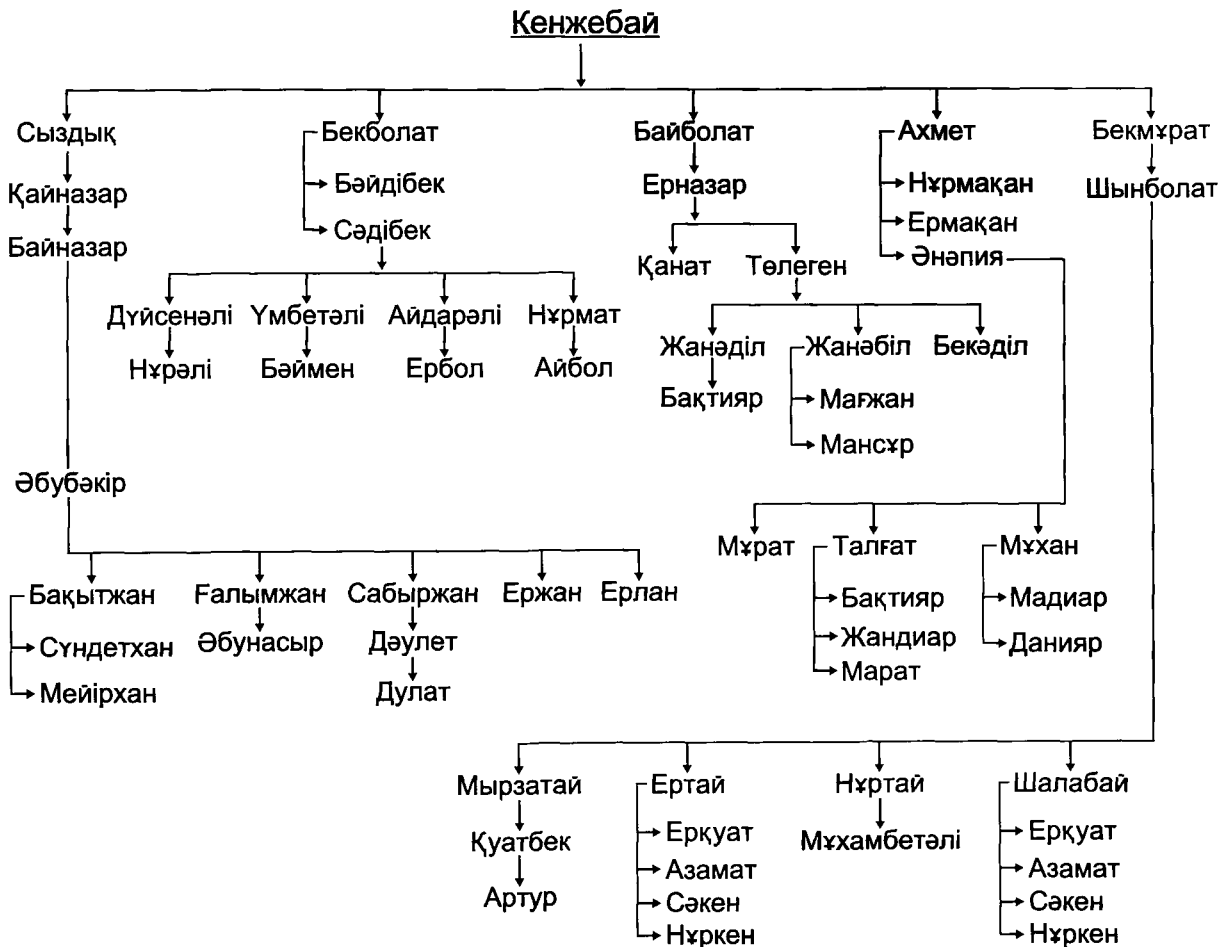 Кенжебай
Сыздық Бекболат Байболат Ахмет Бекмұрат
Қайназар Бәйдібек Ерназар Нұрмақан Шынболат
Байназар Сәдібек Ермақан
Қанат Төлеген Әнәпия
Дүйсенәлі Үмбетәлі Айдарәлі Нұрмат
Нұрәлі Бәймен Ербол Айбол
Жанәділ Жанәбіл Бекәділ
Бақтияр Мағжан
Мансұр
Әбубәкір
Мұрат Талғат Мұхан
Бақытжан Ғалымжан Сабыржан Ержан Ерлан
Бақтияр Мадиар
Сүндетхан Әбунасыр Дәулет
Жандиар Данияр
Мейірхан Дулат
Марат
Мырзатай Ертай Нұртай Шалабай
Қуатбек Ерқуат Мұхамбетәлі Ерқуат
Артур Азамат Азамат
Сәкен Сәкен
Нұркен Нұркен